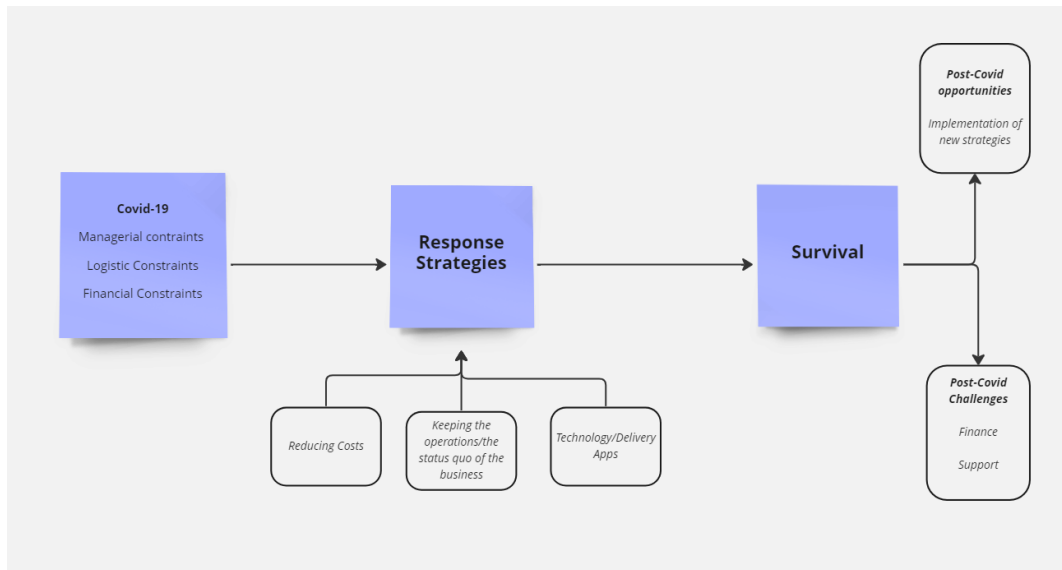 Covid-19
Managerial contraints
Logistic Constraints
Financial Constraints
Response
Strategies
Survival
Post-Covid
opportunities
Implementation of
new strategies
Post-Covid
Challenges
Finance
Support
Reducing Costs
Keeping the
operations/the
status quo of the
business
Technology/Delivery
Apps